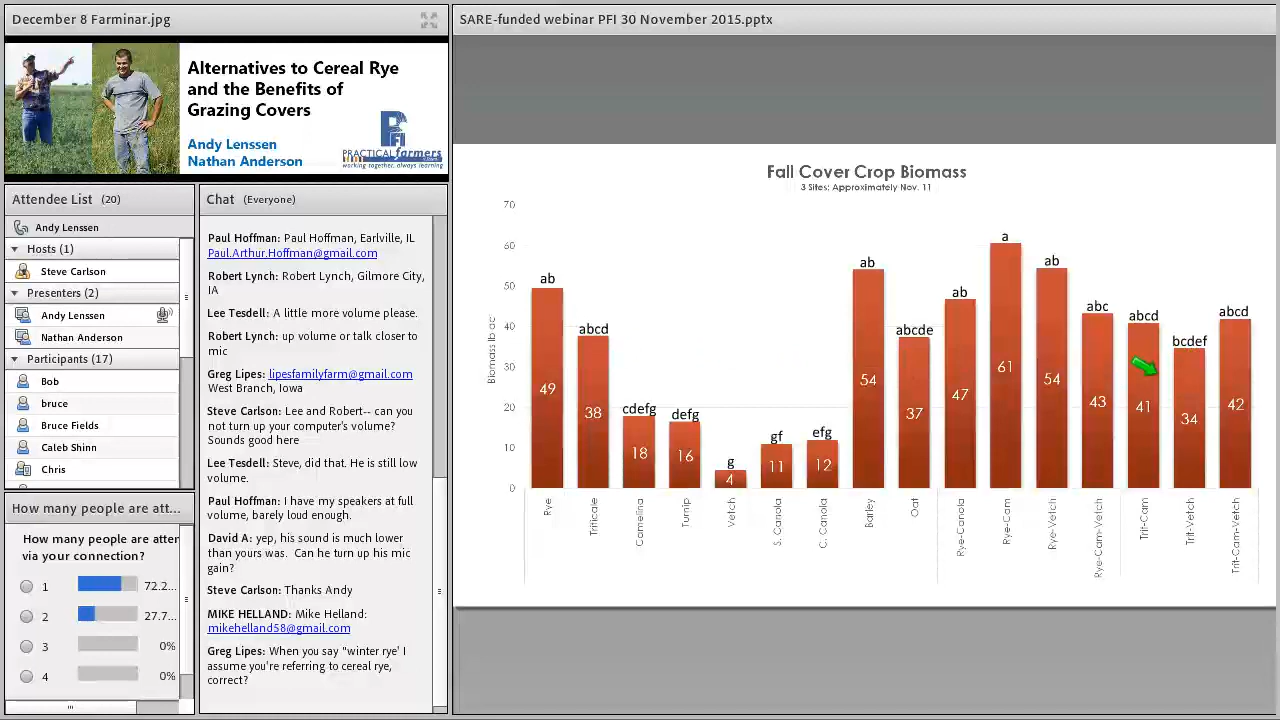 December 8 Farminar.jpg
Alternatives to Cereal Rye
and the Benefits of
Grazing Covers
Andy Lenssen
Nathan Anderson
PRACTICAL farmers
working together, always learning
Attendee List (20)
Andy Lenssen
Hosts (1)
Steve Carlson
Presenters (2)
Andy Lenssen
Nathan Anderson
Participants (17)
Bob
bruce
Bruce Fields
Caleb Shinn
Chris
How many people are att...
How many people are atten
via your connection?
1 72.2...
2 27.7...
3 0%
4 0%
Chat (Everyone)
Paul Hoffman: Paul Hoffman, Earlville, IL
Paul.Arthur.Hoffman@gmail.com
Robert Lynch: Robert Lynch, Gilmore City,
IA
Lee Tesdell: A little more volume please.
Robert Lynch: up volume or talk closer to
mic
Greg Lipes: lipesfamilyfarm@gmail.com
West Branch, Iowa
Steve Carlson: Lee and Robert-- can you
not turn up your computer's volume?
Sounds good here
Lee Tesdell: Steve, did that. He is still low
volume.
Paul Hoffman: I have my speakers at full
volume, barely loud enough.
David A: yep, his sound is much lower
than yours was. Can he turn up his mic
gain?
Steve Carlson: Thanks Andy
MIKE HELLAND: Mike Helland:
mikehelland58@gmail.com
Greg Lipes: When you say "winter rye' I
assume you're referring to cereal rye,
correct?
SARE-funded webinar PFI 30 November 2015.pptx
Fall Cover Crop Biomass
3 Sites: Approximately Nov. 11
Biomass lb ac
70
60
50
40
30
20
10
0
ab abcd cdefg defg g gf efg ab abcde ab a ab abc abcd bcdef abcd
49 38 18 16 4 11 12 54 37 47 61 54 43 41 34 42
Rye
Triticale
Camelina
Turnip
Vetch
S. Canola
C. Canola
Barley
Oat
Rye-Canola
Rye-Cam
Rye-Vetch
Rye-Cam-Vetch
Trit-Cam
Trit-Vetch
Trit-Cam-Vetch